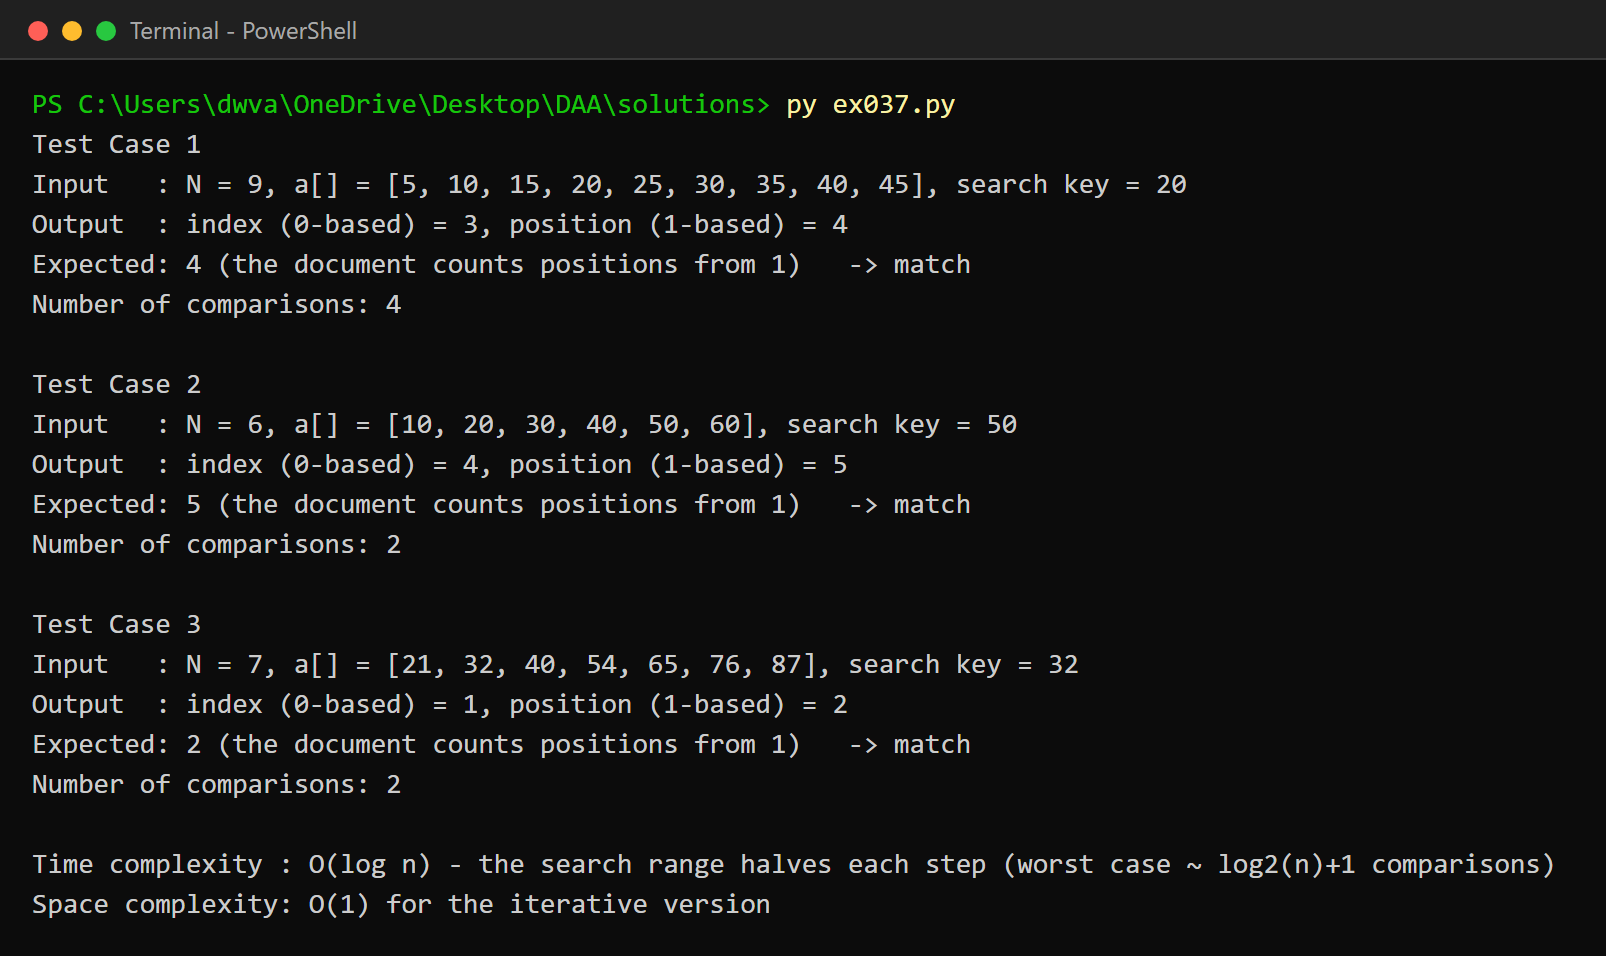 Terminal - PowerShell
PS C:\Users\dwva\OneDrive\Desktop\DAA\solutions> py ex037.py
Test Case 1
Input   : N = 9, a[] = [5, 10, 15, 20, 25, 30, 35, 40, 45], search key = 20
Output  : index (0-based) = 3, position (1-based) = 4
Expected: 4 (the document counts positions from 1)   -> match
Number of comparisons: 4

Test Case 2
Input   : N = 6, a[] = [10, 20, 30, 40, 50, 60], search key = 50
Output  : index (0-based) = 4, position (1-based) = 5
Expected: 5 (the document counts positions from 1)   -> match
Number of comparisons: 2

Test Case 3
Input   : N = 7, a[] = [21, 32, 40, 54, 65, 76, 87], search key = 32
Output  : index (0-based) = 1, position (1-based) = 2
Expected: 2 (the document counts positions from 1)   -> match
Number of comparisons: 2

Time complexity : O(log n) - the search range halves each step (worst case ~ log2(n)+1 comparisons)
Space complexity: O(1) for the iterative version